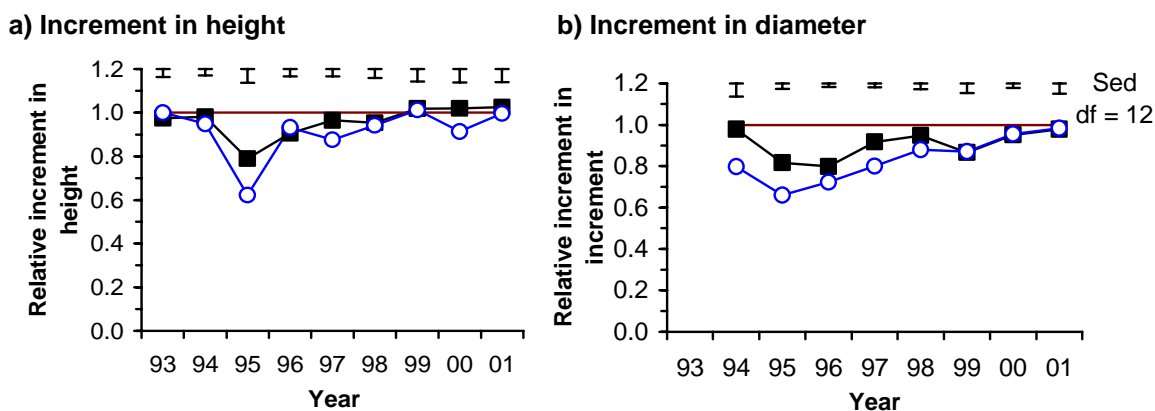 a) Increment in height
b) Increment in diameter
Relative increment in
height
1.2
1.0
0.8
0.6
0.4
0.2
0.0
93 94 95 96 97 98 99 00 01
Year
Relative increment in
increment
1.2
1.0
0.8
0.6
0.4
0.2
0.0
93 94 95 96 97 98 99 00 01
Year
Sed
df = 12